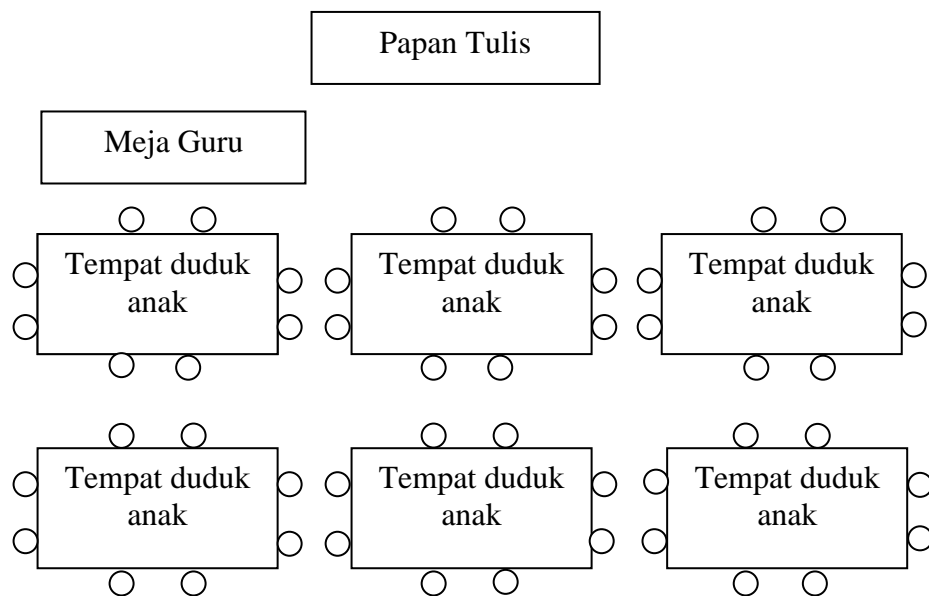 Papan Tulis
Meja Guru
Tempat duduk
anak
Tempat duduk
anak
Tempat duduk
anak
Tempat duduk
anak
Tempat duduk
anak
Tempat duduk
anak